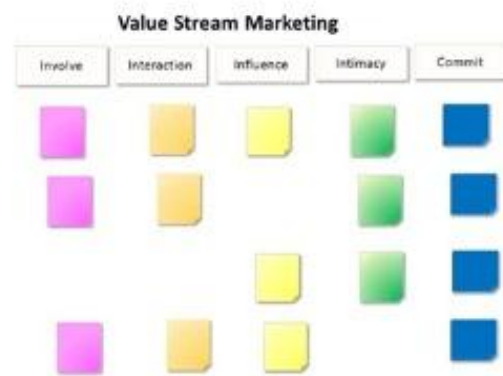 Value Stream Marketing
Involve
Interaction
Influence
Intimacy
Commit